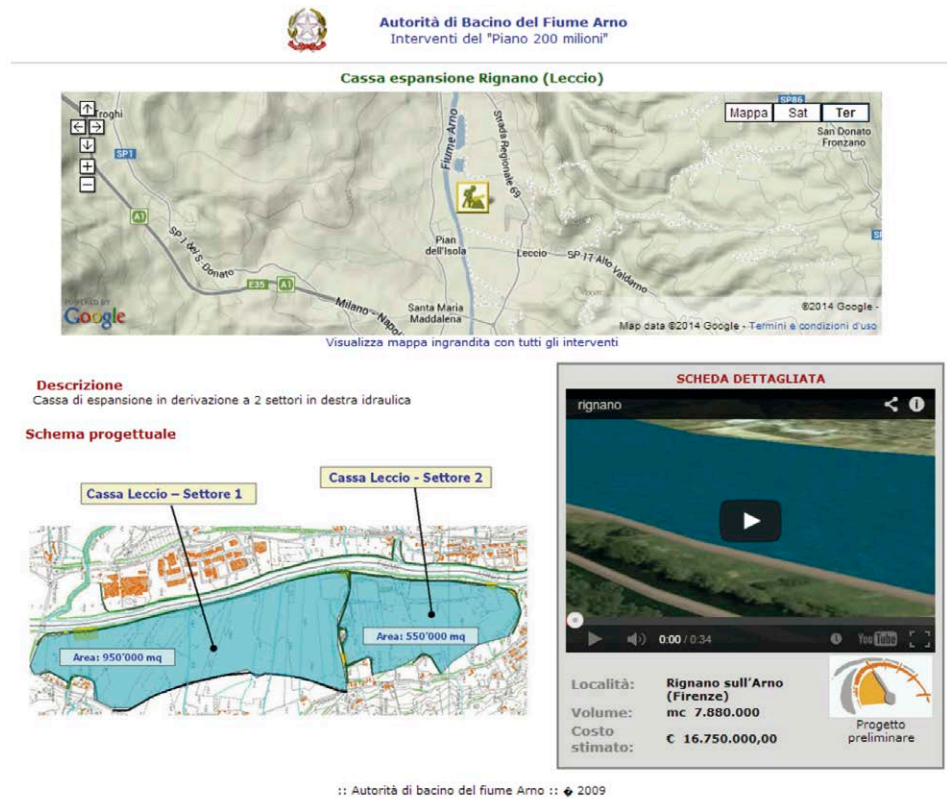 Autorità di Bacino del Fiume Arno
Interventi del "Piano 200 milioni"
Cassa espansione Rignano (Leccio)
Troghi
SP1
A1
SP 1 del S. Donato
E35
A1
Milano - Napo
Fiume Arno
Strada Regionale 69
Pian
dell'Isola
Leccio
SP 17 Alto Valdarno
Santa Maria
Maddalena
SP86
Mappa
Sat
Ter
San Donato
Fronzano
POWERED BY
Google
©2014 Google -
Map data ©2014 Google - Termini e condizioni d'uso
Visualizza mappa ingrandita con tutti gli interventi
Descrizione
Cassa di espansione in derivazione a 2 settori in destra idraulica
Schema progettuale
Cassa Leccio – Settore 1
Cassa Leccio - Settore 2
Area: 950'000 mq
Area: 550'000 mq
SCHEDA DETTAGLIATA
rignano
0:00 / 0:34
YouTube
Località: Rignano sull'Arno
(Firenze)
Volume: mc 7.880.000
Costo
stimato: € 16.750.000,00
Progetto
preliminare
:: Autorità di bacino del fiume Arno :: � 2009